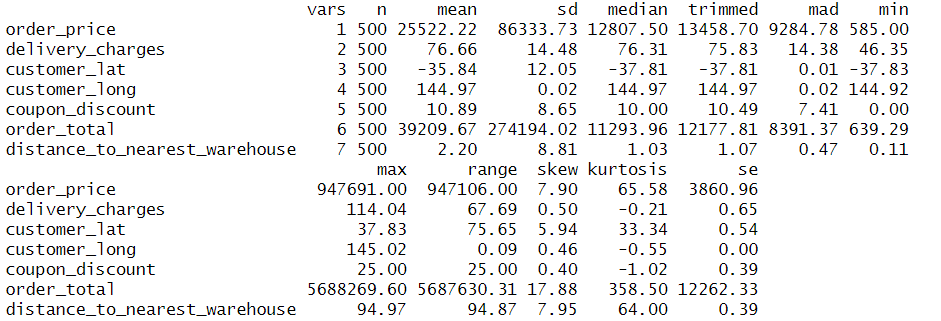 vars n mean sd median trimmed mad min
order_price 1 500 25522.22 86333.73 12807.50 13458.70 9284.78 585.00
delivery_charges 2 500 76.66 14.48 76.31 75.83 14.38 46.35
customer_lat 3 500 -35.84 12.05 -37.81 -37.81 0.01 -37.83
customer_long 4 500 144.97 0.02 144.97 144.97 0.02 144.92
coupon_discount 5 500 10.89 8.65 10.00 10.49 7.41 0.00
order_total 6 500 39209.67 274194.02 11293.96 12177.81 8391.37 639.29
distance_to_nearest_warehouse 7 500 2.20 8.81 1.03 1.07 0.47 0.11
max range skew kurtosis se
order_price 947691.00 947106.00 7.90 65.58 3860.96
delivery_charges 114.04 67.69 0.50 -0.21 0.65
customer_lat 37.83 75.65 5.94 33.34 0.54
customer_long 145.02 0.09 0.46 -0.55 0.00
coupon_discount 25.00 25.00 0.40 -1.02 0.39
order_total 5688269.60 5687630.31 17.88 358.50 12262.33
distance_to_nearest_warehouse 94.97 94.87 7.95 64.00 0.39